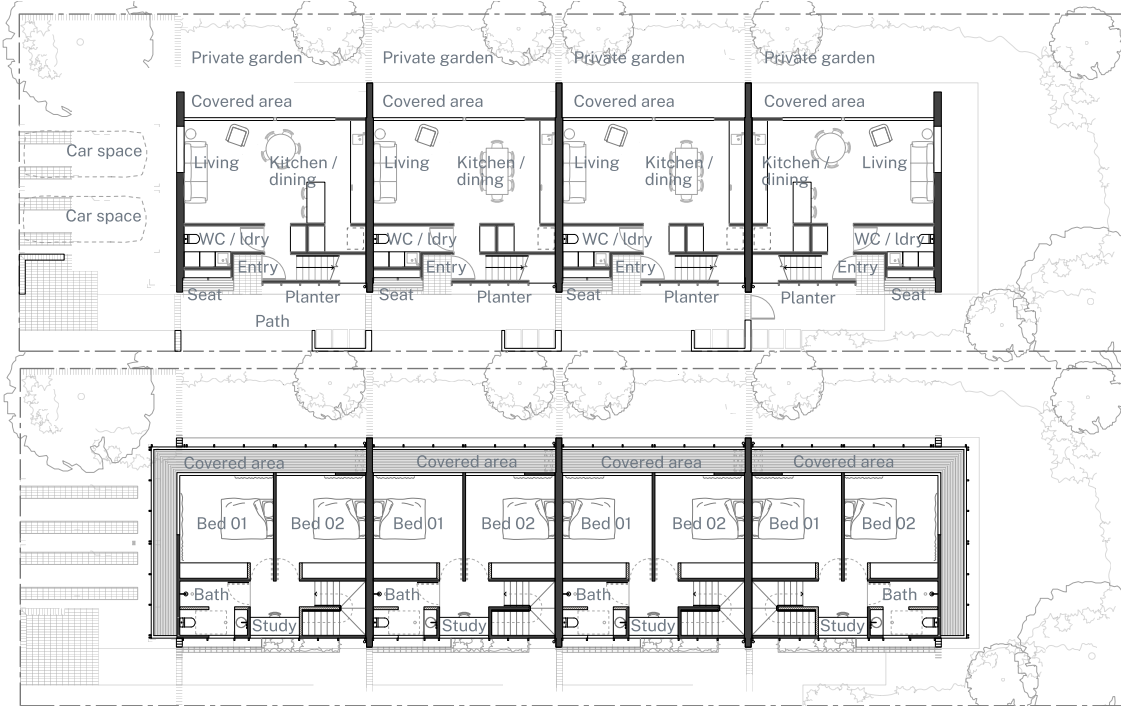 Private garden
Private garden
Private garden
Private garden
Covered area
Covered area
Covered area
Covered area
Car space
Living
Kitchen /
dining
Living
Kitchen /
dining
Living
Kitchen /
dining
Kitchen /
dining
Living
Car space
WC / ldry
WC / ldry
WC / ldry
WC / ldry
Entry
Entry
Entry
Entry
Seat
Planter
Seat
Planter
Seat
Planter
Planter
Seat
Path
Covered area
Covered area
Covered area
Covered area
Bed 01
Bed 02
Bed 01
Bed 02
Bed 01
Bed 02
Bed 01
Bed 02
Bath
Bath
Bath
Bath
Study
Study
Study
Study